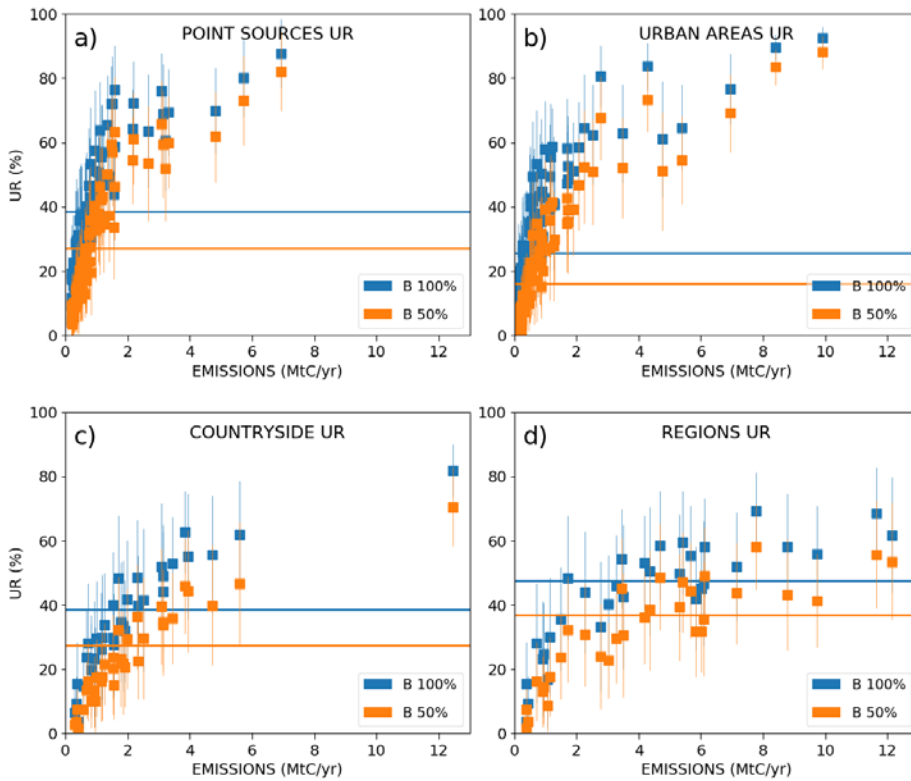 a) POINT SOURCES UR
UR (%)
100
80
60
40
20
0
B 100%
B 50%
0 2 4 6 8 10 12
EMISSIONS (MtC/yr)
b) URBAN AREAS UR
100
80
60
40
20
0
B 100%
B 50%
0 2 4 6 8 10 12
EMISSIONS (MtC/yr)
c) COUNTRYSIDE UR
UR (%)
100
80
60
40
20
0
B 100%
B 50%
0 2 4 6 8 10 12
EMISSIONS (MtC/yr)
d) REGIONS UR
100
80
60
40
20
0
B 100%
B 50%
0 2 4 6 8 10 12
EMISSIONS (MtC/yr)